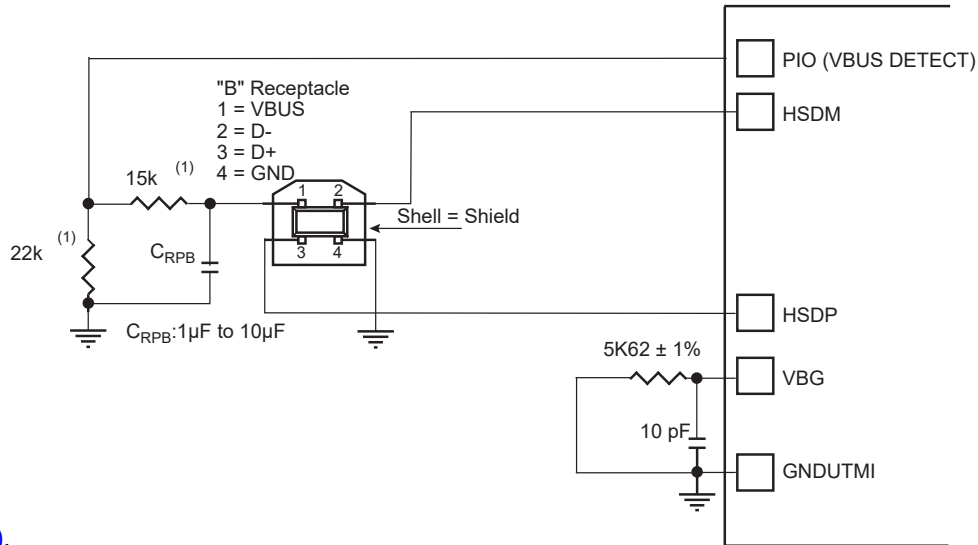 PIO (VBUS DETECT)
"B" Receptacle
1 = VBUS
2 = D-
3 = D+
4 = GND
HSDM
15k (1)
1 2
Shell = Shield
22k (1)
CRPB
3 4
CRPB:1µF to 10µF
HSDP
5K62 ± 1%
VBG
10 pF
GNDUTMI
).